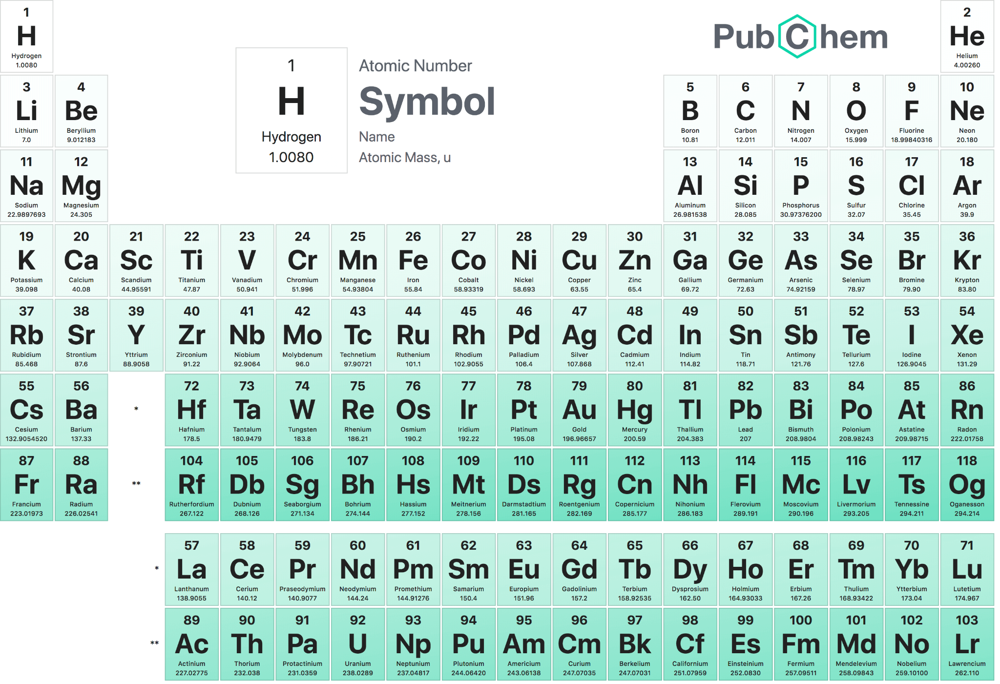 1 2
H He
Hydrogen Helium
1.0080 4.00260
PubChem
1 Atomic Number
H Symbol
Hydrogen Name
1.0080 Atomic Mass, u
3 4 5 6 7 8 9 10
Li Be B C N O F Ne
Lithium Beryllium Boron Carbon Nitrogen Oxygen Fluorine Neon
7.0 9.012183 10.81 12.011 14.007 15.999 18.99840316 20.180
11 12 13 14 15 16 17 18
Na Mg Al Si P S Cl Ar
Sodium Magnesium Aluminum Silicon Phosphorus Sulfur Chlorine Argon
22.9897693 24.305 26.981538 28.085 30.97376200 32.07 35.45 39.9
19 20 21 22 23 24 25 26 27 28 29 30 31 32 33 34 35 36
K Ca Sc Ti V Cr Mn Fe Co Ni Cu Zn Ga Ge As Se Br Kr
Potassium Calcium Scandium Titanium Vanadium Chromium Manganese Iron Cobalt Nickel Copper Zinc Gallium Germanium Arsenic Selenium Bromine Krypton
39.098 40.08 44.95591 47.87 50.941 51.996 54.93804 55.84 58.93319 58.693 63.55 65.4 69.72 72.63 74.92159 78.97 79.90 83.80
37 38 39 40 41 42 43 44 45 46 47 48 49 50 51 52 53 54
Rb Sr Y Zr Nb Mo Tc Ru Rh Pd Ag Cd In Sn Sb Te I Xe
Rubidium Strontium Yttrium Zirconium Niobium Molybdenum Technetium Ruthenium Rhodium Palladium Silver Cadmium Indium Tin Antimony Tellurium Iodine Xenon
85.468 87.6 88.9058 91.22 92.9064 96.0 97.90721 101.1 102.9055 106.4 107.868 112.41 114.82 118.71 121.76 127.6 126.9045 131.29
55 56 72 73 74 75 76 77 78 79 80 81 82 83 84 85 86
Cs Ba * Hf Ta W Re Os Ir Pt Au Hg Tl Pb Bi Po At Rn
Cesium Barium Hafnium Tantalum Tungsten Rhenium Osmium Iridium Platinum Gold Mercury Thallium Lead Bismuth Polonium Astatine Radon
132.9054520 137.33 178.5 180.9479 183.8 186.21 190.2 192.22 195.08 196.96657 200.59 204.383 207 208.9804 208.98243 209.98715 222.01758
87 88 104 105 106 107 108 109 110 111 112 113 114 115 116 117 118
Fr Ra ** Rf Db Sg Bh Hs Mt Ds Rg Cn Nh Fl Mc Lv Ts Og
Francium Radium Rutherfordium Dubnium Seaborgium Bohrium Hassium Meitnerium Darmstadtium Roentgenium Copernicium Nihonium Flerovium Moscovium Livermorium Tennessine Oganesson
223.01973 226.02541 267.122 268.126 271.134 274.144 277.152 278.156 281.165 282.169 285.177 286.183 289.191 290.196 293.205 294.211 294.214
57 58 59 60 61 62 63 64 65 66 67 68 69 70 71
* La Ce Pr Nd Pm Sm Eu Gd Tb Dy Ho Er Tm Yb Lu
Lanthanum Cerium Praseodymium Neodymium Promethium Samarium Europium Gadolinium Terbium Dysprosium Holmium Erbium Thulium Ytterbium Lutetium
138.9055 140.12 140.9077 144.24 144.91276 150.4 151.96 157.2 158.92535 162.50 164.93033 167.26 168.93422 173.04 174.967
89 90 91 92 93 94 95 96 97 98 99 100 101 102 103
** Ac Th Pa U Np Pu Am Cm Bk Cf Es Fm Md No Lr
Actinium Thorium Protactinium Uranium Neptunium Plutonium Americium Curium Berkelium Californium Einsteinium Fermium Mendelevium Nobelium Lawrencium
227.02775 232.038 231.0359 238.0289 237.04817 244.06420 243.06138 247.07035 247.07031 251.07959 252.0830 257.09511 258.09843 259.10100 262.110